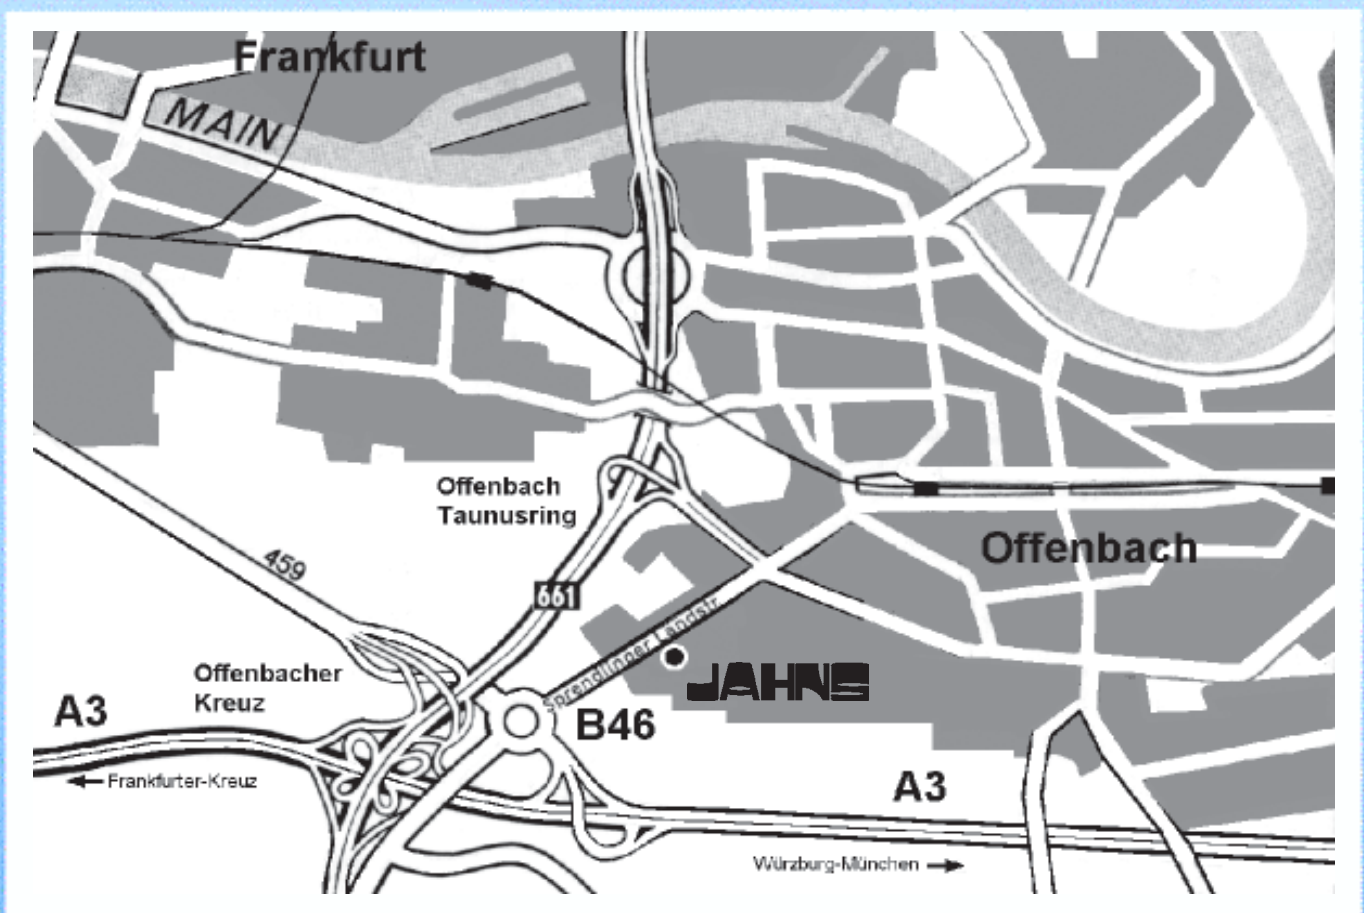 Frankfurt
MAIN
Offenbach
Taunusring
Offenbach
459
661
Sprendlinger Landstr.
Offenbacher
Kreuz
JAHNS
A3
B46
Frankfurter-Kreuz
A3
Würzburg-München